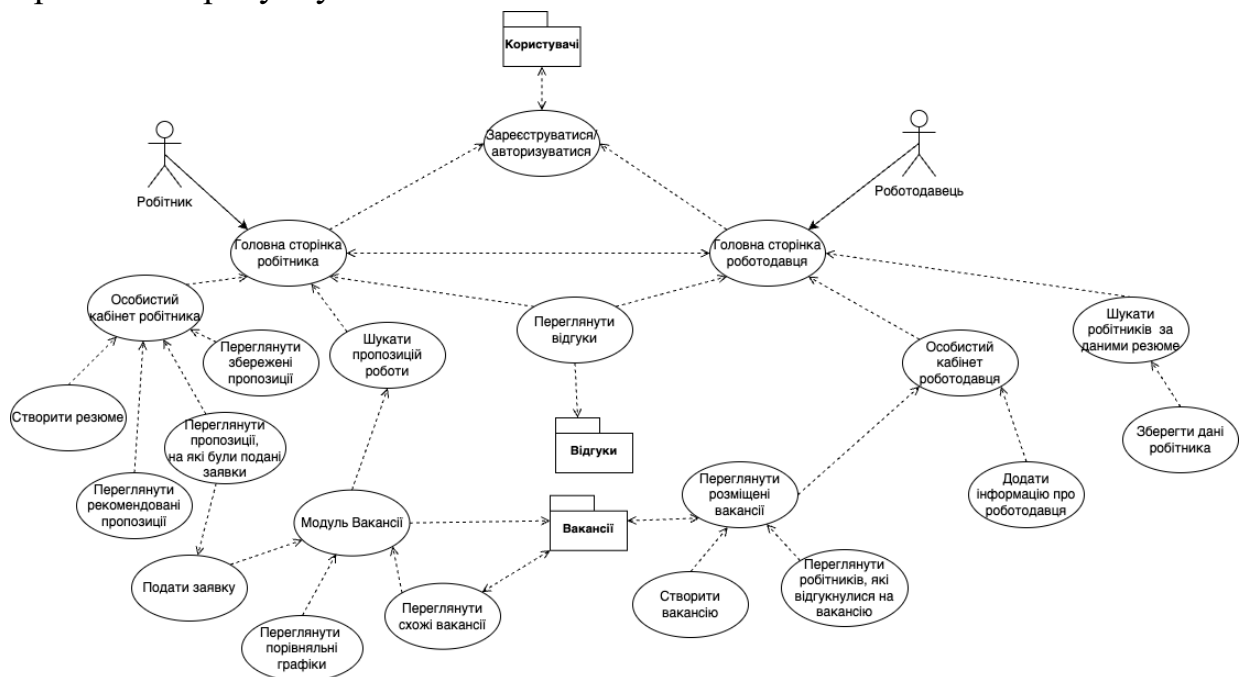 Користувачі
Зареєструватися/
авторизуватися
Робітник
Роботодавець
Головна сторінка
робітника
Головна сторінка
роботодавця
Особистий
кабінет робітника
Переглянути
збережені
пропозиції
Шукати
пропозицій
роботи
Переглянути
відгуки
Особистий
кабінет
роботодавця
Шукати
робітників за
даними резюме
Створити резюме
Переглянути
пропозиції,
на які були подані
заявки
Переглянути
рекомендовані
пропозиції
Відгуки
Зберегти дані
робітника
Переглянути
розміщені
вакансії
Додати
інформацію про
роботодавця
Модуль Вакансії
Вакансії
Подати заявку
Переглянути
порівняльні
графіки
Переглянути
схожі вакансії
Створити
вакансію
Переглянути
робітників, які
відгукнулися на
вакансію